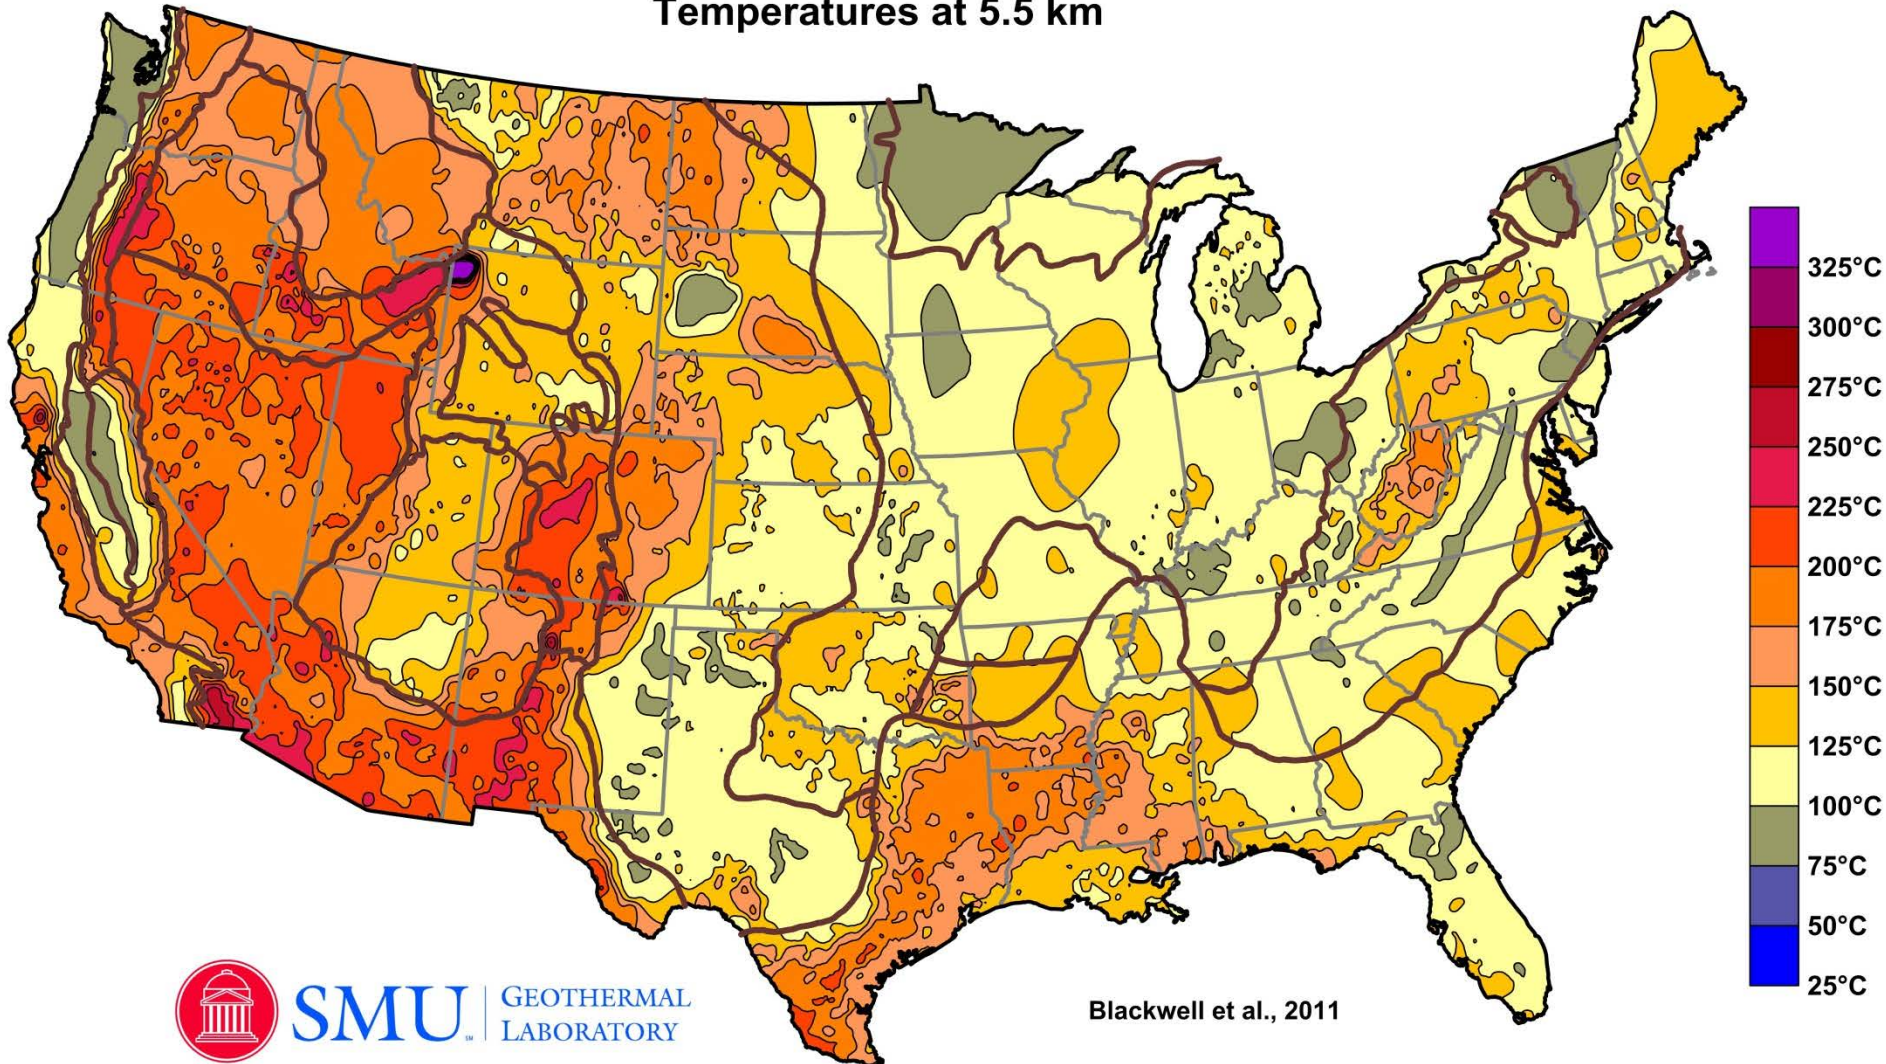 Temperatures at 5.5 km
325°C
300°C
275°C
250°C
225°C
200°C
175°C
150°C
125°C
100°C
75°C
50°C
25°C
SMU
SM
GEOTHERMAL
LABORATORY
Blackwell et al., 2011